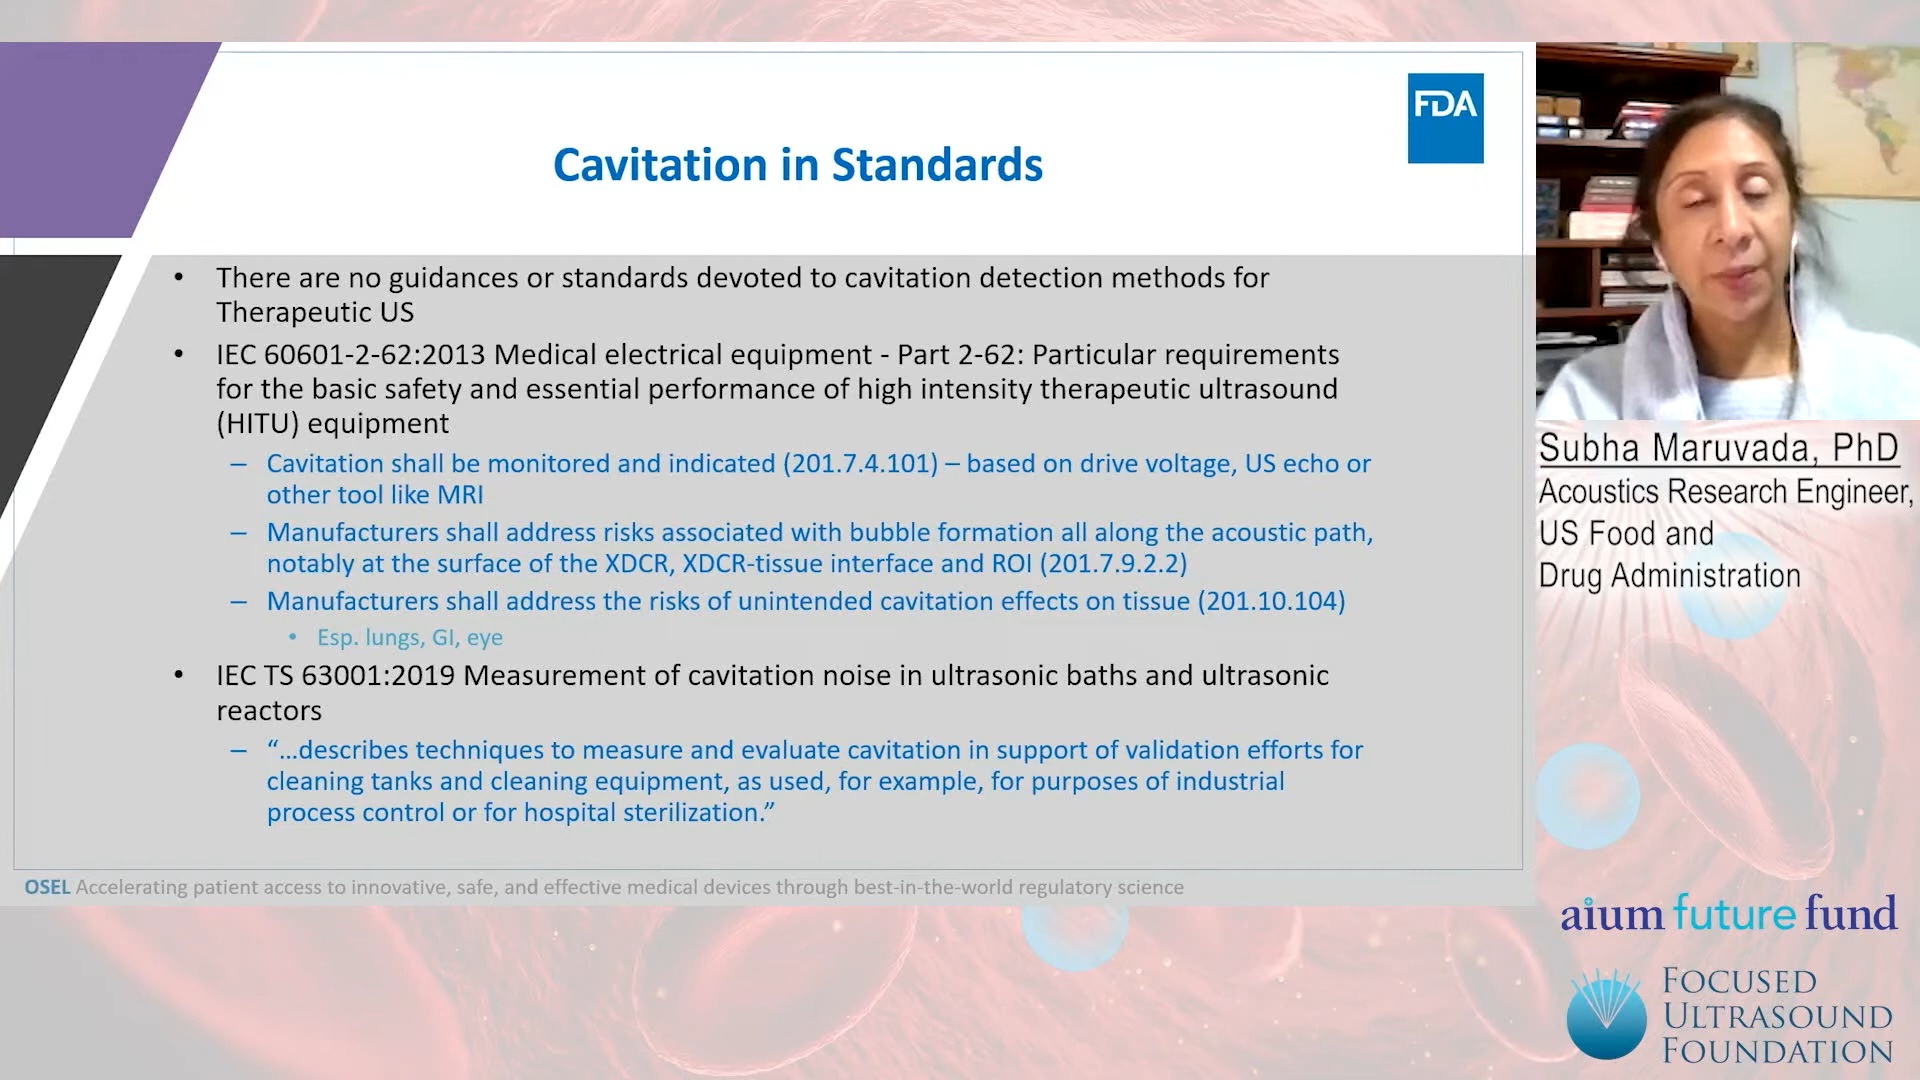 FDA
Cavitation in Standards
• There are no guidances or standards devoted to cavitation detection methods for
Therapeutic US
• IEC 60601-2-62:2013 Medical electrical equipment - Part 2-62: Particular requirements
for the basic safety and essential performance of high intensity therapeutic ultrasound
(HITU) equipment
– Cavitation shall be monitored and indicated (201.7.4.101) – based on drive voltage, US echo or
other tool like MRI
– Manufacturers shall address risks associated with bubble formation all along the acoustic path,
notably at the surface of the XDCR, XDCR-tissue interface and ROI (201.7.9.2.2)
– Manufacturers shall address the risks of unintended cavitation effects on tissue (201.10.104)
• Esp. lungs, GI, eye
• IEC TS 63001:2019 Measurement of cavitation noise in ultrasonic baths and ultrasonic
reactors
– “…describes techniques to measure and evaluate cavitation in support of validation efforts for
cleaning tanks and cleaning equipment, as used, for example, for purposes of industrial
process control or for hospital sterilization.”
OSEL Accelerating patient access to innovative, safe, and effective medical devices through best-in-the-world regulatory science
Subha Maruvada, PhD
Acoustics Research Engineer,
US Food and
Drug Administration
aium future fund
FOCUSED
ULTRASOUND
FOUNDATION